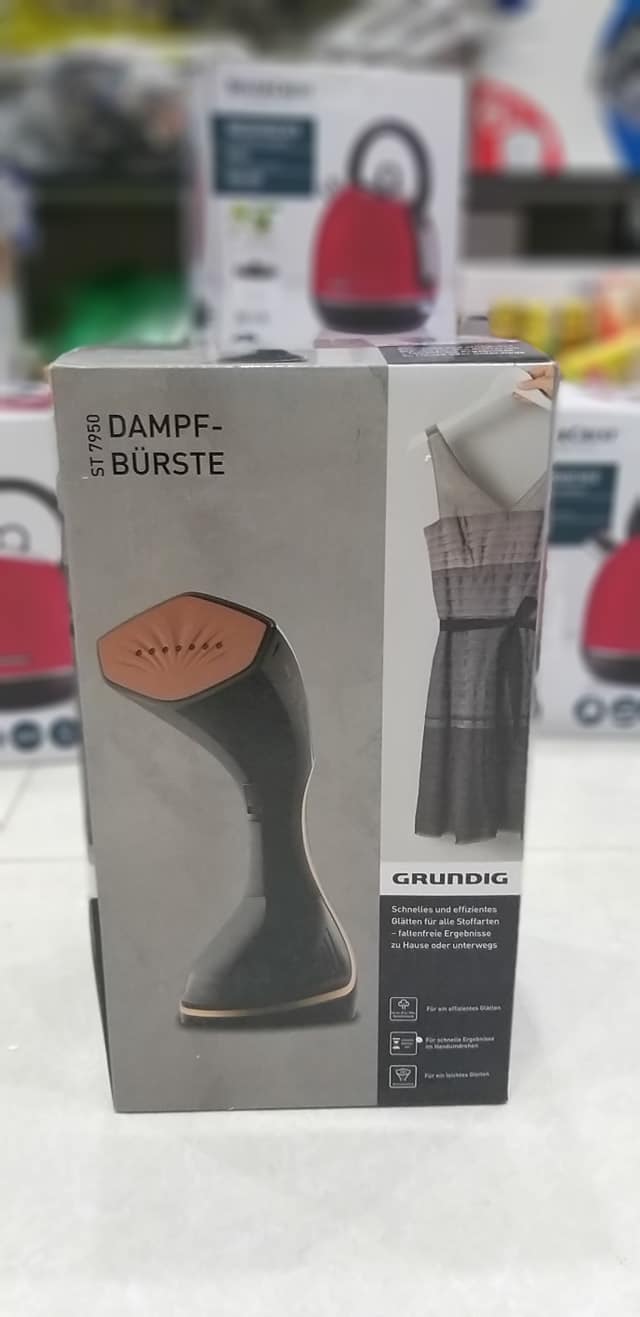 ST 7950
DAMPF-
BÜRSTE
GRUNDIG
Schnelles und effizientes
Glätten für alle Stoffarten
– faltenfreie Ergebnisse
zu Hause oder unterwegs
Für ein effizientes Glätten
Für schnelle Ergebnisse
im Handumdrehen
Für ein leichtes Gleiten